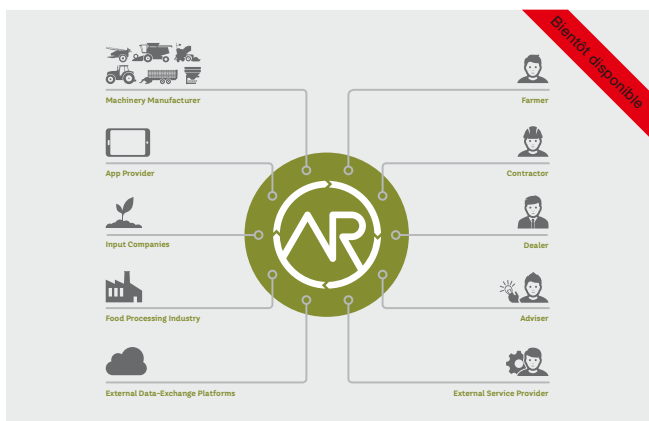 Bientôt disponible
Machinery Manufacturer
Farmer
App Provider
Contractor
AR
Input Companies
Dealer
Food Processing Industry
Adviser
External Data-Exchange Platforms
External Service Provider